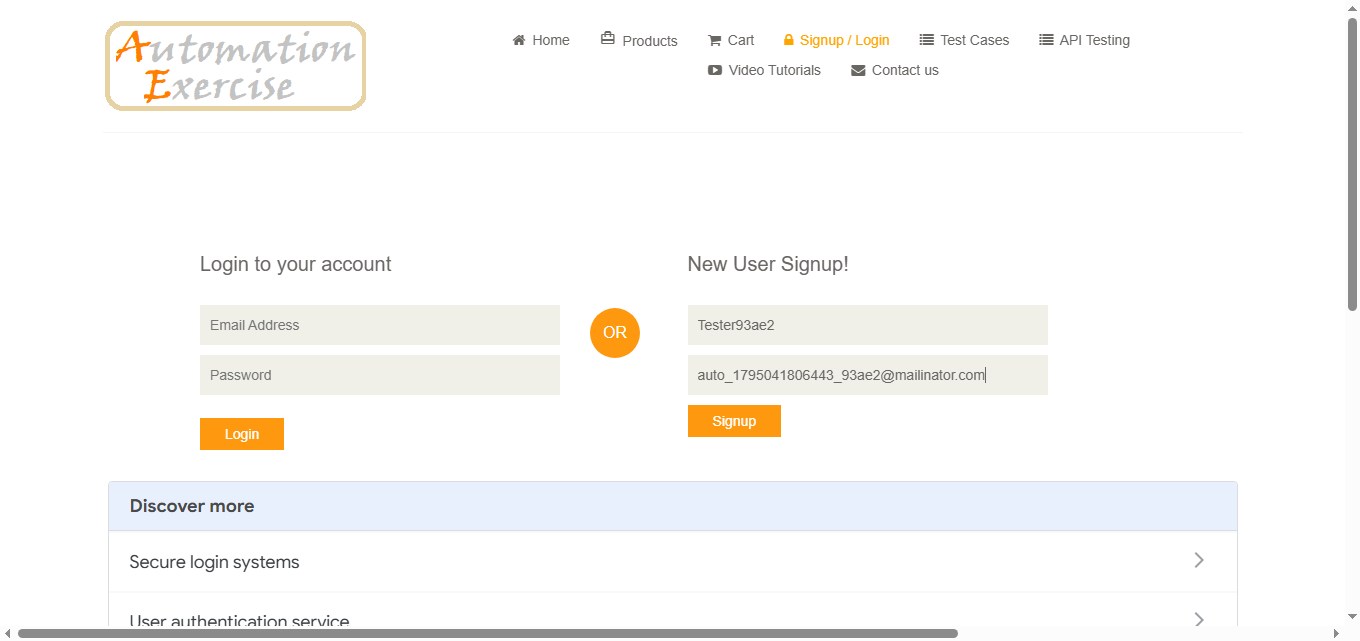 Automation
Exercise
Home
Products
Cart
Signup / Login
Test Cases
API Testing
Video Tutorials
Contact us
Login to your account
Email Address
Password
Login
OR
New User Signup!
Tester93ae2
auto_1795041806443_93ae2@mailinator.com
Signup
Discover more
Secure login systems
User authentication service